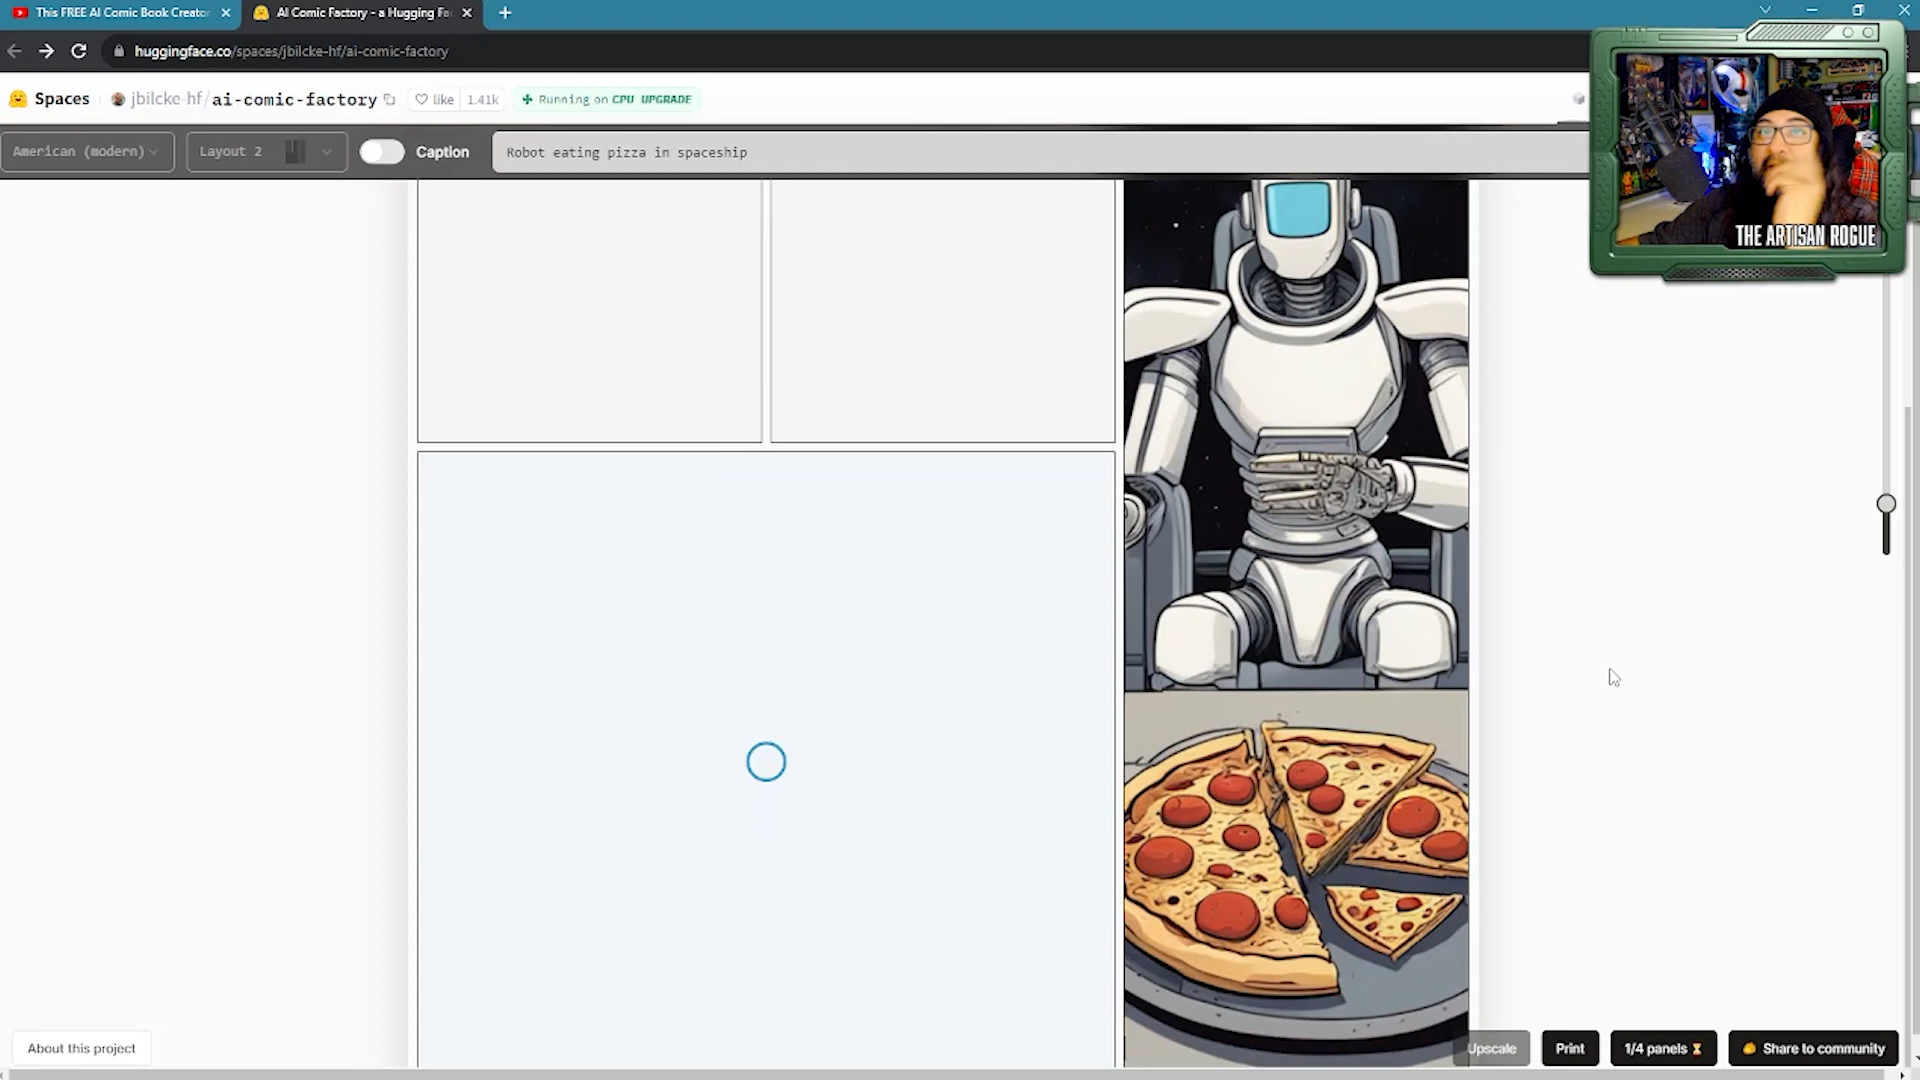 This FREE AI Comic Book Creator
AI Comic Factory - a Hugging Fa
huggingface.co/spaces/jbilcke-hf/ai-comic-factory
Spaces
jbilcke-hf/ai-comic-factory
like
1.41k
Running on CPU UPGRADE
American (modern)
Layout 2
Caption
Robot eating pizza in spaceship
THE ARTISAN ROGUE
About this project
Upscale
Print
1/4 panels
Share to community